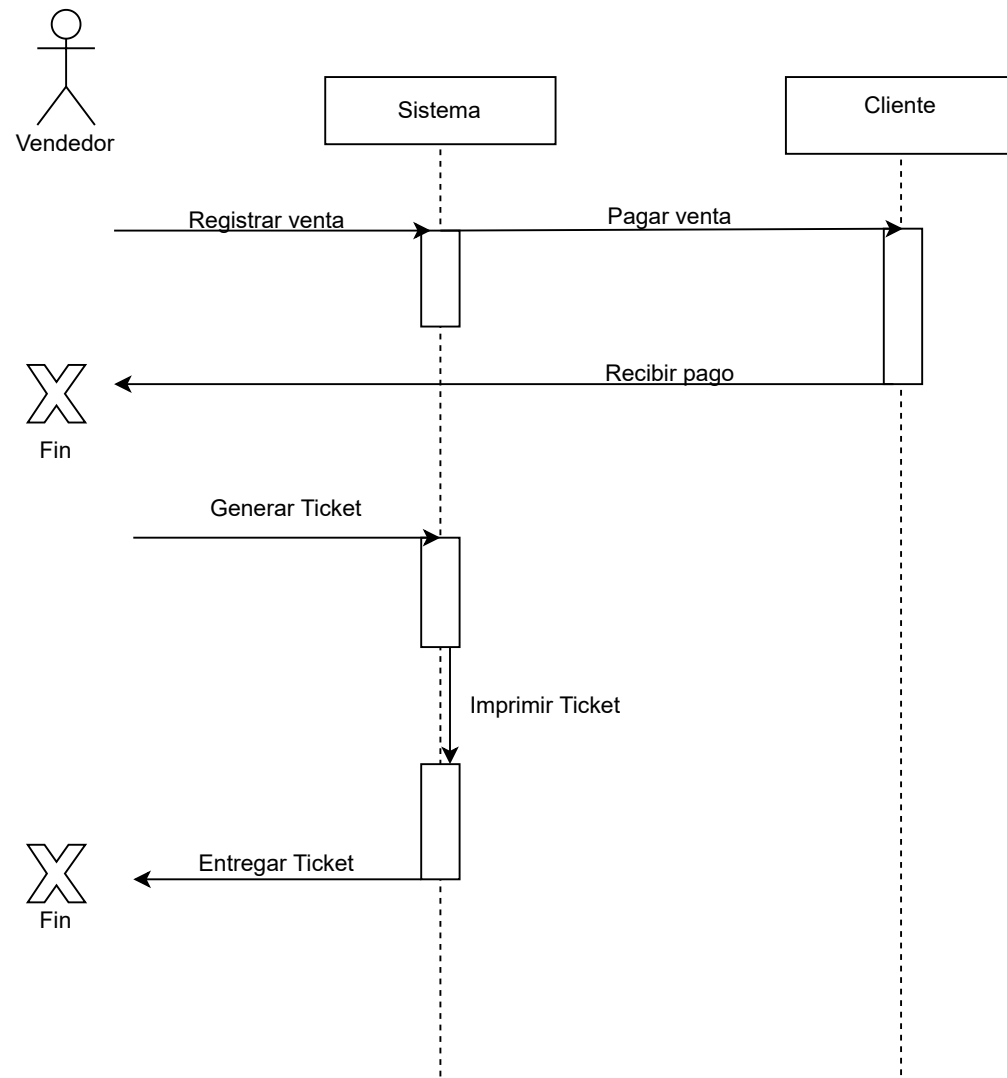 Vendedor
Sistema
Cliente
Registrar venta
Pagar venta
Recibir pago
Fin
Generar Ticket
Imprimir Ticket
Entregar Ticket
Fin